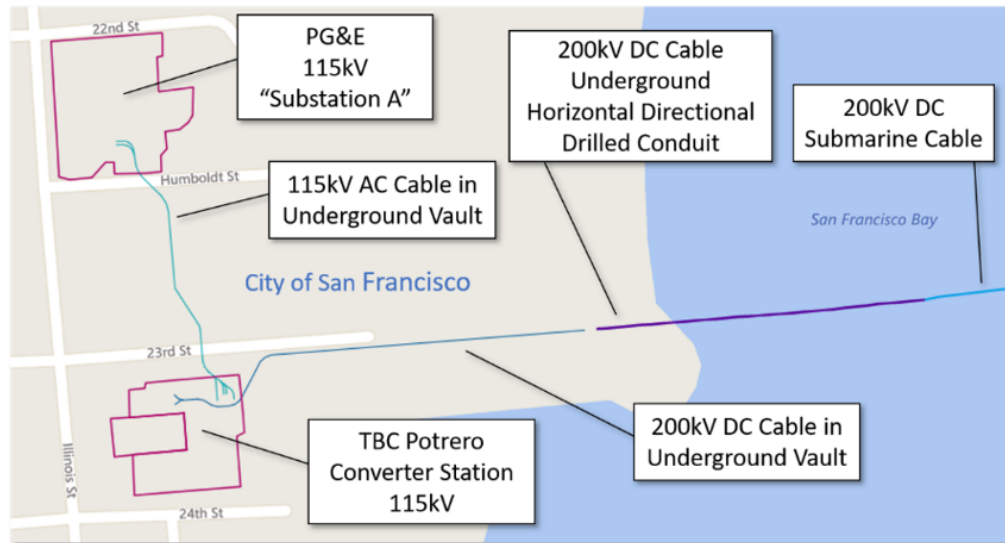 22nd St
PG&E
115kV
“Substation A”
200kV DC Cable
Underground
Horizontal Directional
Drilled Conduit
200kV DC
Submarine Cable
Humboldt St
115kV AC Cable in
Underground Vault
San Francisco Bay
City of San Francisco
23rd St
200kV DC Cable in
Underground Vault
TBC Potrero
Converter Station
115kV
Illinois St
24th St